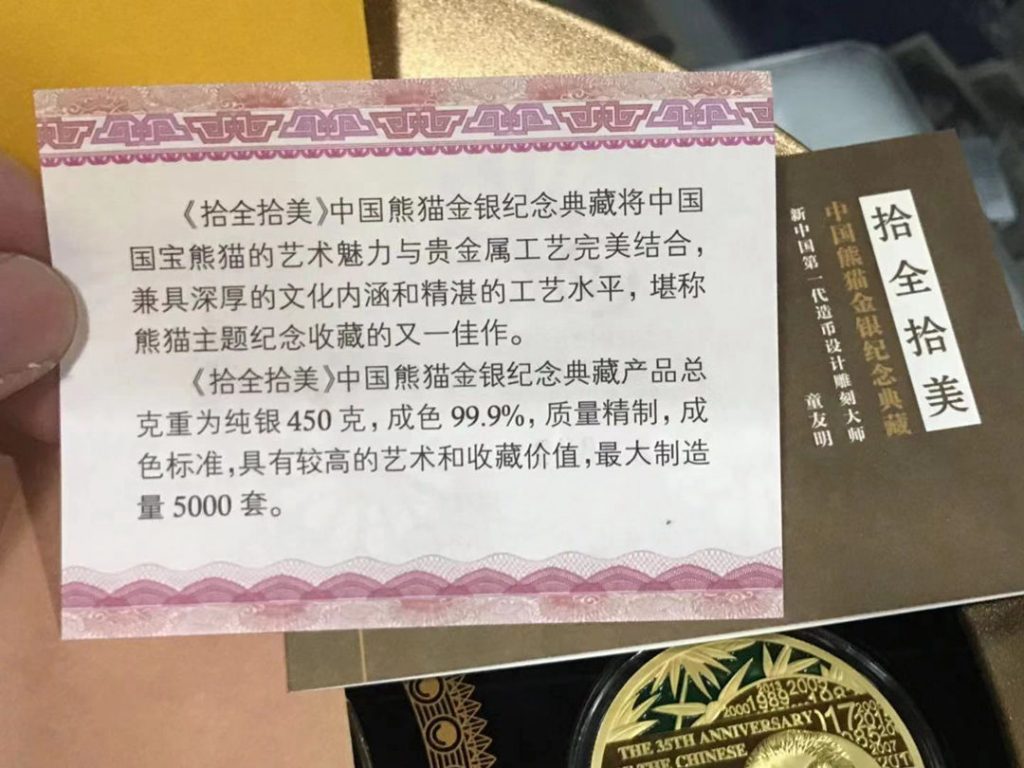 《拾全拾美》中国熊猫金银纪念典藏将中国
国宝熊猫的艺术魅力与贵金属工艺完美结合，
兼具深厚的文化内涵和精湛的工艺水平，堪称
熊猫主题纪念收藏的又一佳作。
《拾全拾美》中国熊猫金银纪念典藏产品总
克重为纯银450克，成色99.9%，质量精制，成
色标准，具有较高的艺术和收藏价值，最大制造
量5000套。
拾全拾美
中国熊猫金银纪念典藏
新中国第一代造币设计雕刻大师 童友明
THE 35TH ANNIVERSARY
THE CHINESE
2000
1989
2007